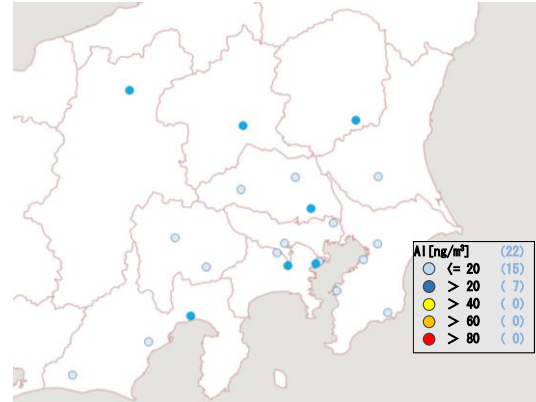 Al[ng/m³] (22)
<= 20 (15)
> 20 ( 7)
> 40 ( 0)
> 60 ( 0)
> 80 ( 0)